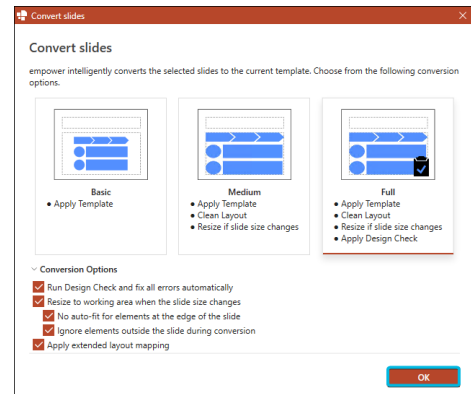 Convert slides
Convert slides
empower intelligently converts the selected slides to the current template. Choose from the following conversion
options.
Basic
• Apply Template
Medium
• Apply Template
• Clean Layout
• Resize if slide size changes
Full
• Apply Template
• Clean Layout
• Resize if slide size changes
• Apply Design Check
Conversion Options
Run Design Check and fix all errors automatically
Resize to working area when the slide size changes
No auto-fit for elements at the edge of the slide
Ignore elements outside the slide during conversion
Apply extended layout mapping
OK